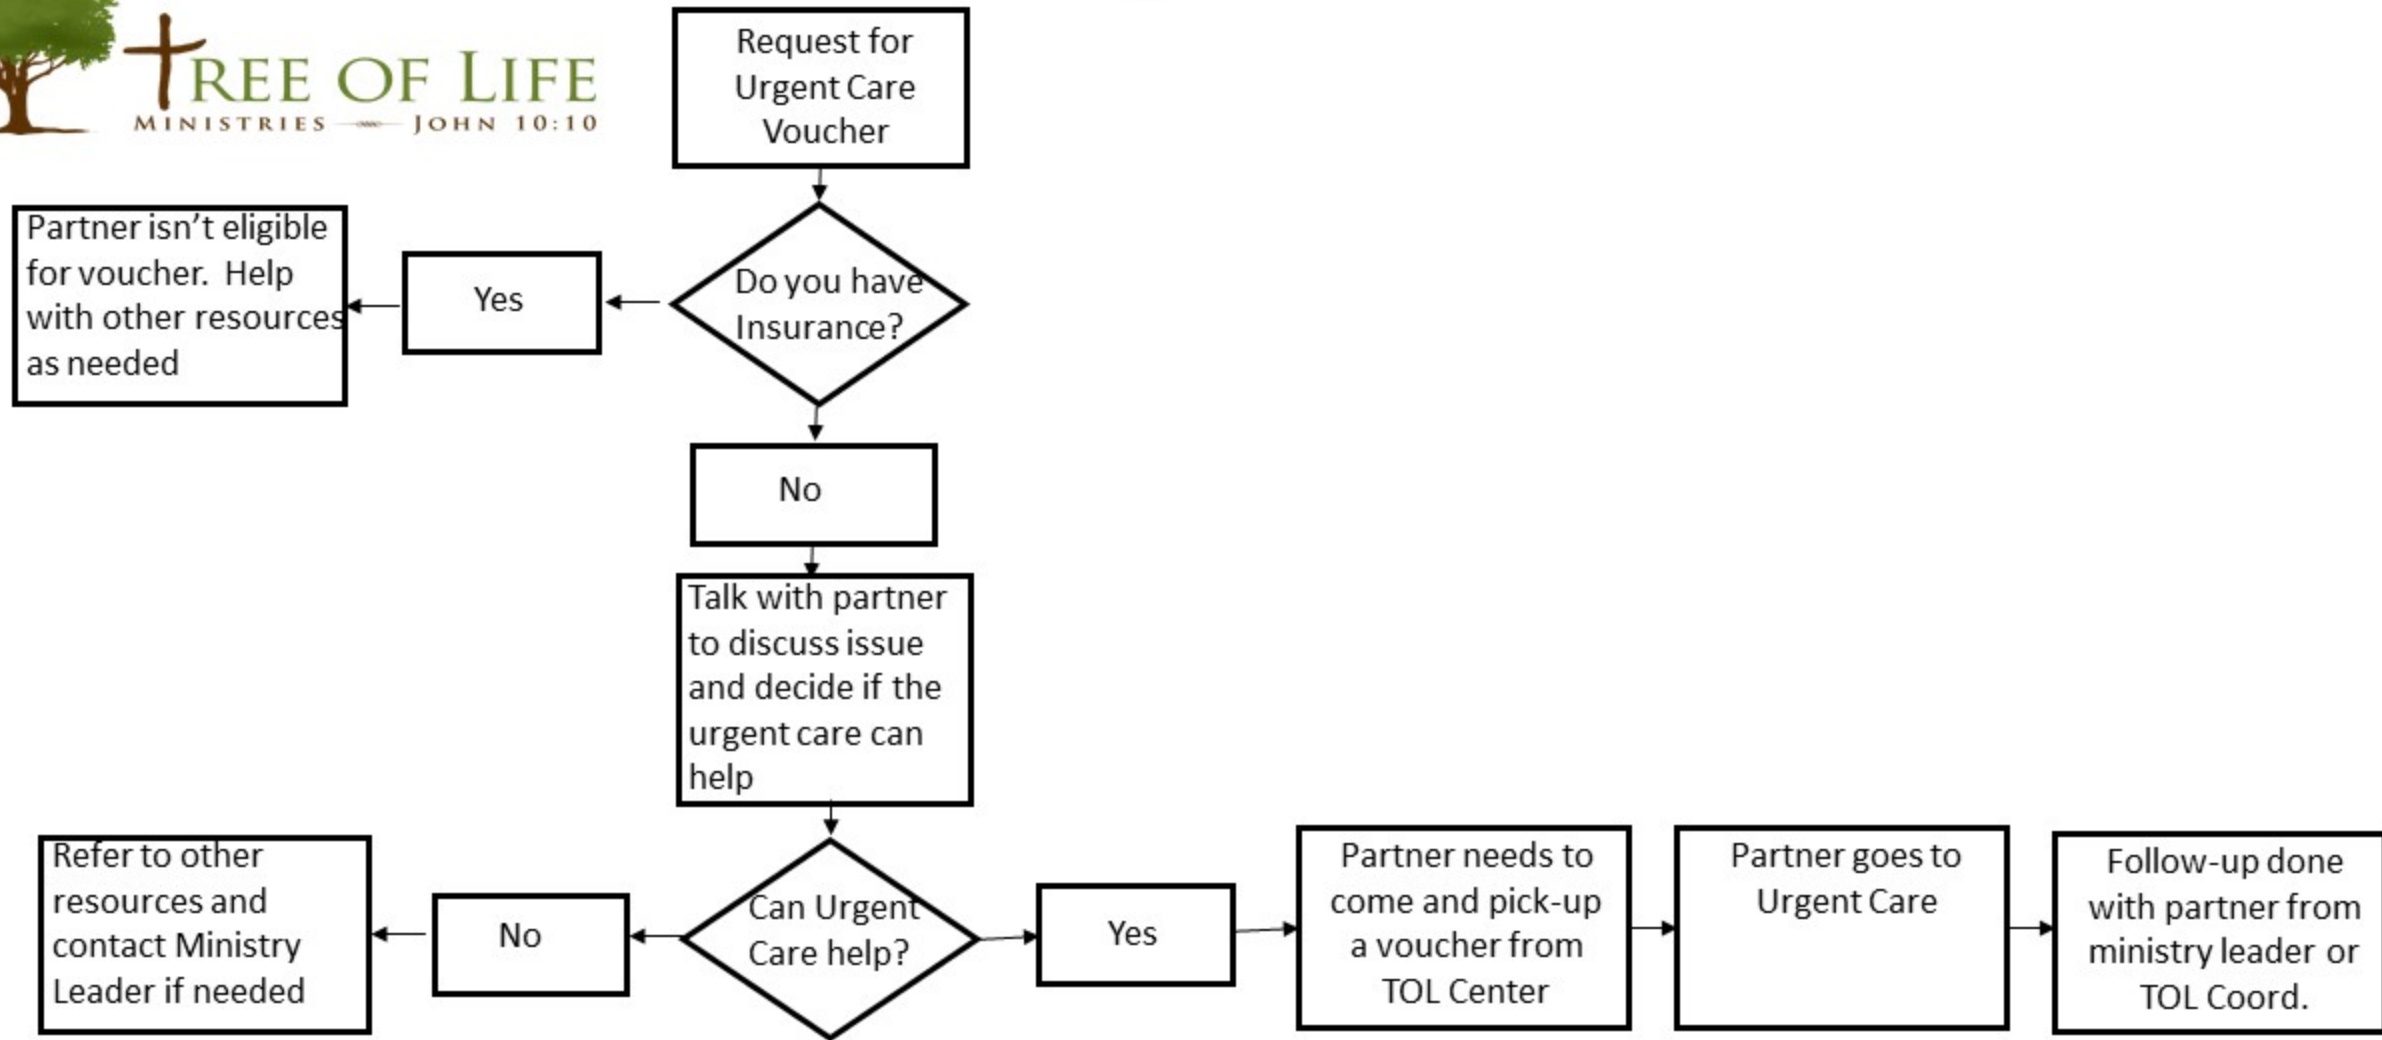 TREE OF LIFE
MINISTRIES JOHN 10:10
Request for
Urgent Care
Voucher
Do you have
Insurance?
Yes
Partner isn’t eligible
for voucher.  Help
with other resources
as needed
No
Talk with partner
to discuss issue
and decide if the
urgent care can
help
Can Urgent
Care help?
No
Refer to other
resources and
contact Ministry
Leader if needed
Yes
Partner needs to
come and pick-up
a voucher from
TOL Center
Partner goes to
Urgent Care
Follow-up done
with partner from
ministry leader or
TOL Coord.